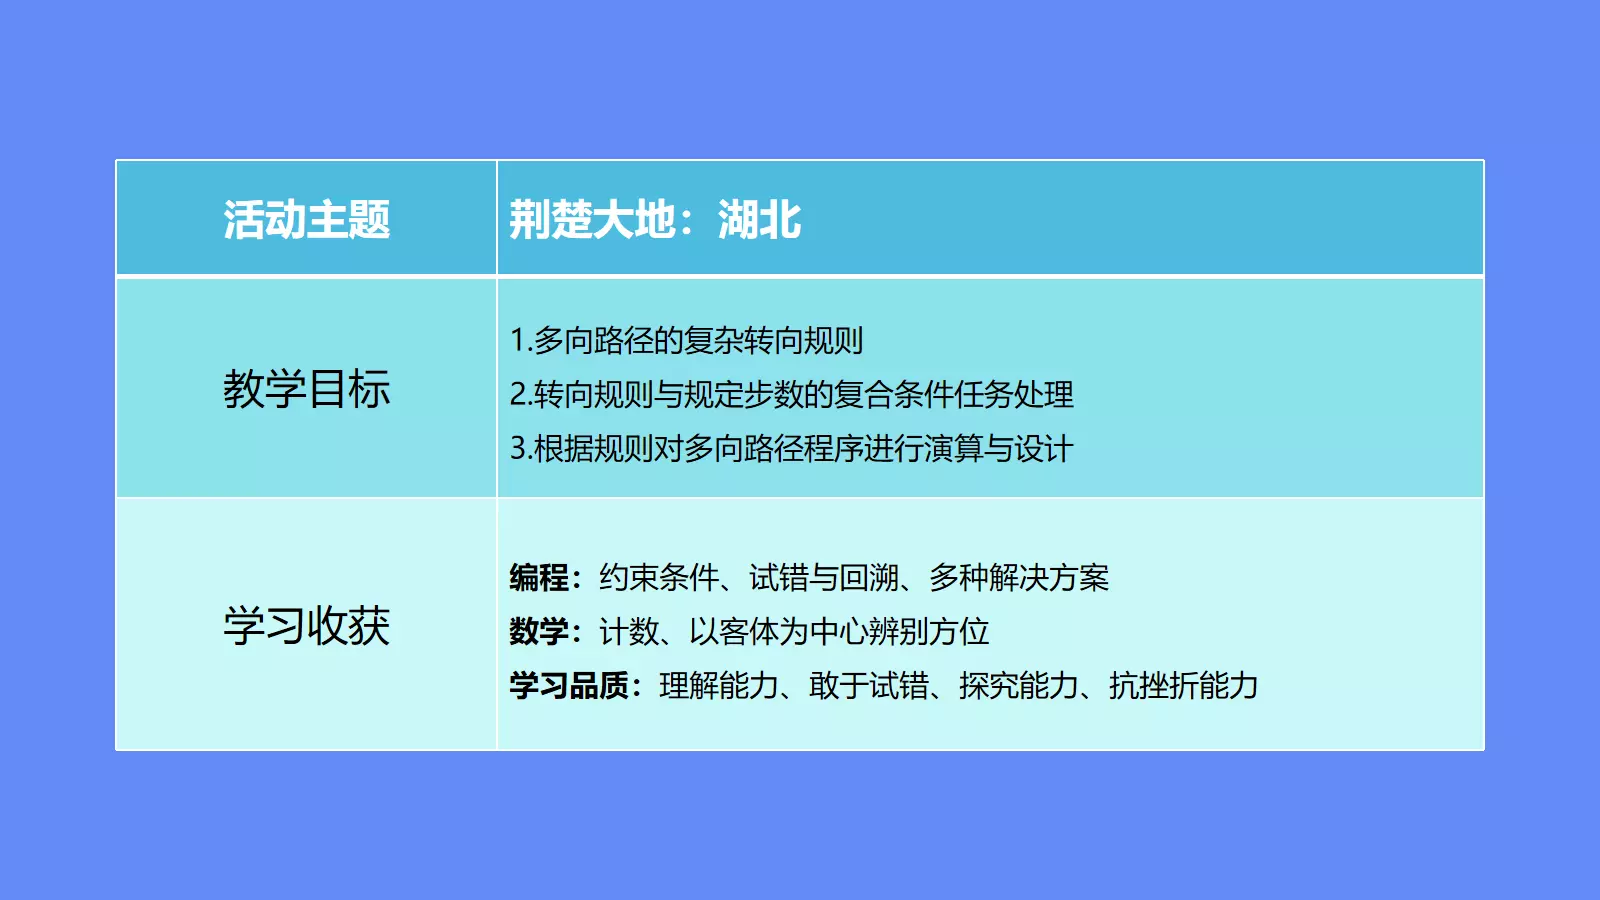 活动主题
荆楚大地：湖北
教学目标
1.多向路径的复杂转向规则
2.转向规则与规定步数的复合条件任务处理
3.根据规则对多向路径程序进行演算与设计
学习收获
编程：约束条件、试错与回溯、多种解决方案
数学：计数、以客体为中心辨别方位
学习品质：理解能力、敢于试错、探究能力、抗挫折能力